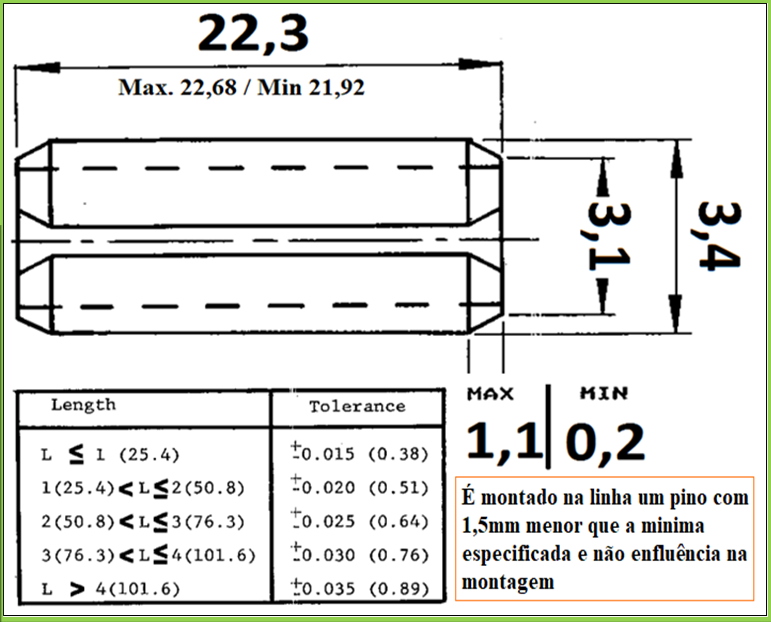 22,3
Max. 22,68 / Min 21,92
3,1
3,4
MAX MIN
1,1 0,2
Length Tolerance
L ≤ 1 (25.4) ±0.015 (0.38)
1(25.4)<L≤2(50.8) ±0.020 (0.51)
2(50.8)<L≤3(76.3) ±0.025 (0.64)
3(76.3)<L≤4(101.6) ±0.030 (0.76)
L > 4(101.6) ±0.035 (0.89)
É montado na linha um pino com
1,5mm menor que a minima
especificada e não enfluência na
montagem